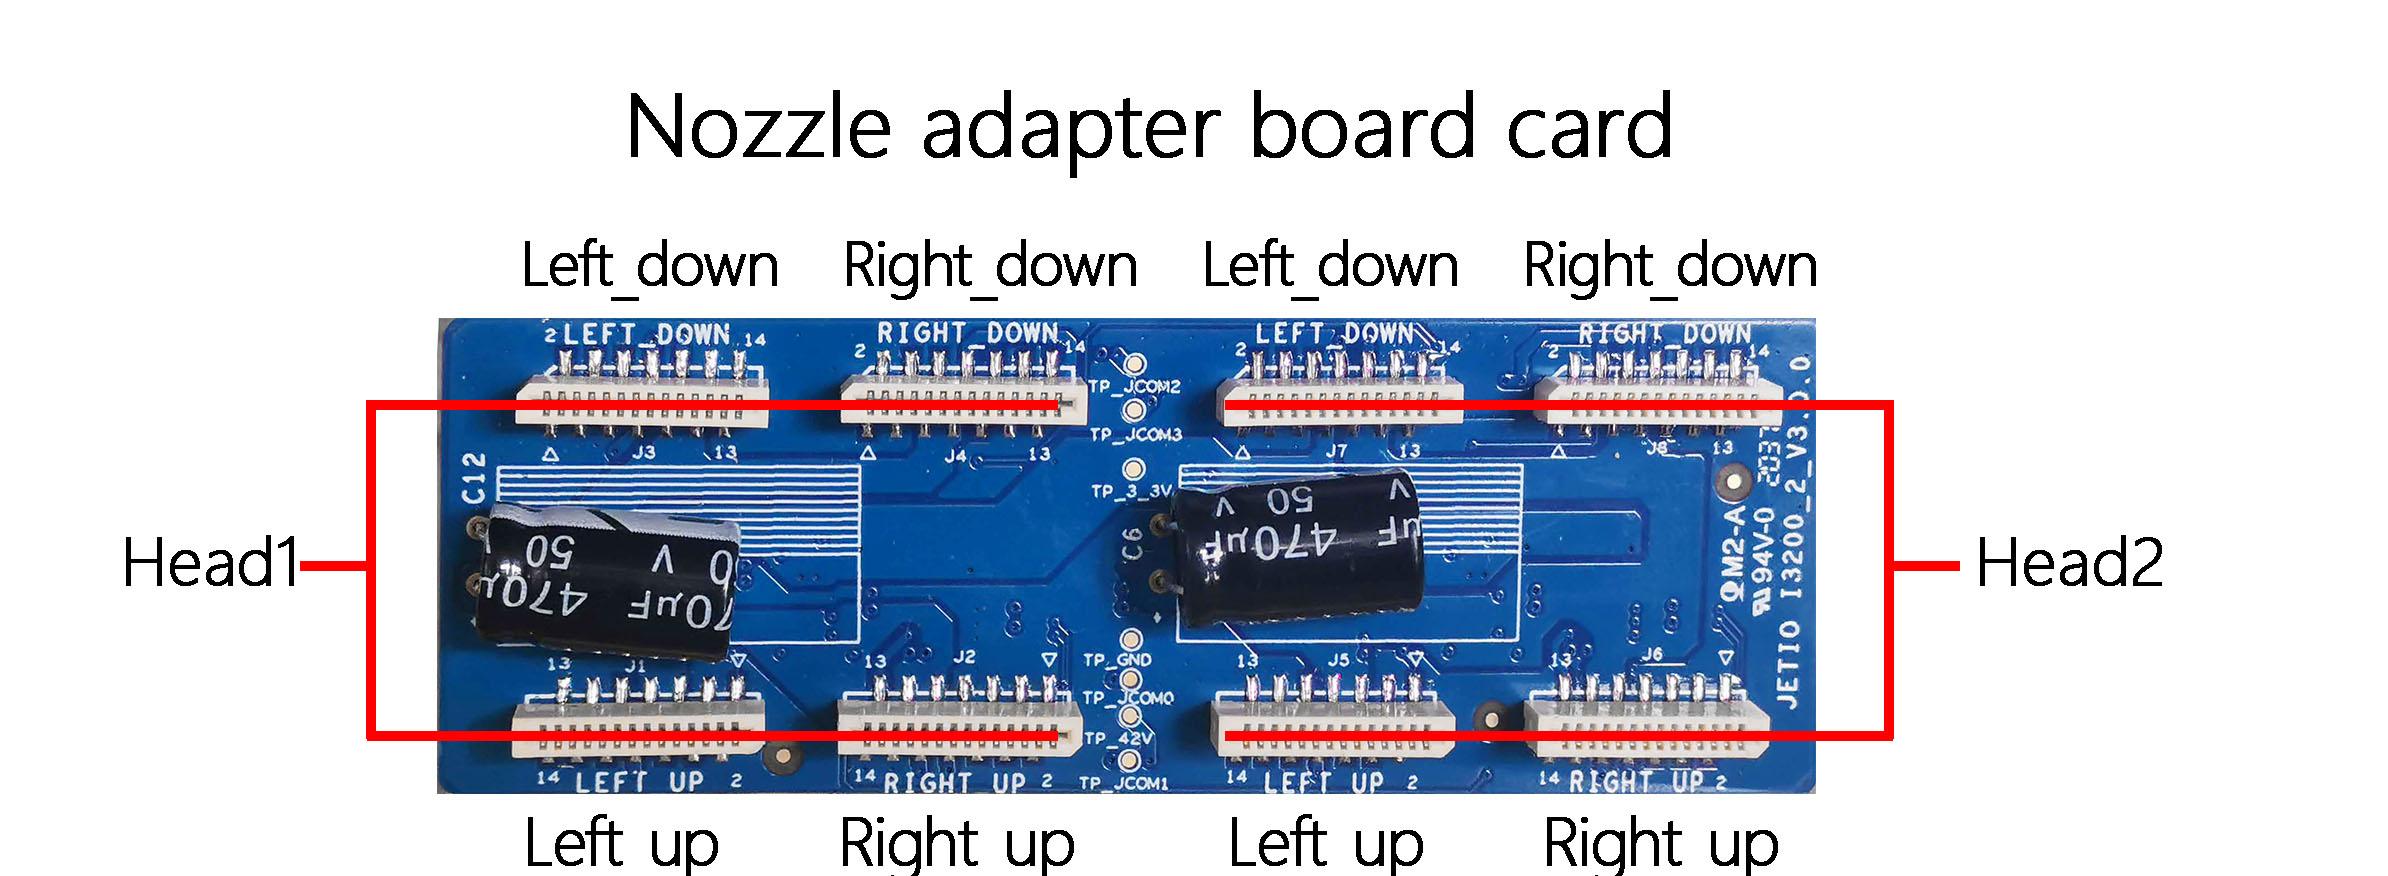 Nozzle adapter board card
Left_down Right_down Left_down Right_down
2 LEFT_DOWN 14
2 RIGHT_DOWN 14
2 LEFT_DOWN 14
2 RIGHT_DOWN 14
TP_JCOM2
TP_JCOM3
TP_3_3V
J3 13
J4 13
J7 13
J8 13
C12
50 V
470µF
C6
50 V
470µF
Head1
Head2
QM2-A
94V-0
JETIO I3200_2_V3.0.0
13 J1
13 J2
13 J5
13 J6
TP_GND
TP_JCOM0
TP_42V
TP_JCOM1
14 LEFT UP 2
14 RIGHT UP 2
14 LEFT UP 2
14 RIGHT UP 2
Left up Right up Left up Right up